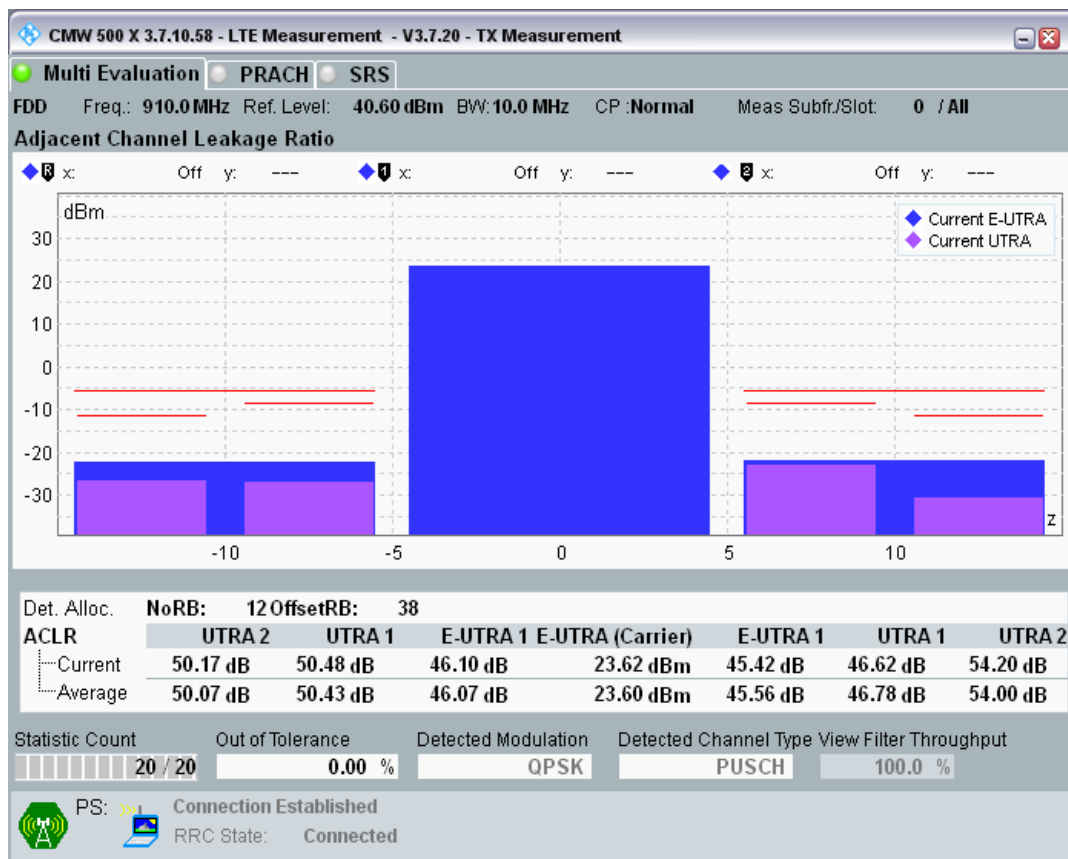 CMW 500 X 3.7.10.58 - LTE Measurement - V3.7.20 - TX Measurement
Multi Evaluation PRACH SRS
FDD Freq.: 910.0 MHz Ref. Level: 40.60 dBm BW: 10.0 MHz CP :Normal Meas Subfr./Slot: 0 / All
Adjacent Channel Leakage Ratio
R x: Off y: --- 1 x: Off y: --- 2 x: Off y: ---
dBm
Current E-UTRA
Current UTRA
30
20
10
0
-10
-20
-30
z
-10 -5 0 5 10
Det. Alloc. NoRB: 12 OffsetRB: 38
ACLR UTRA 2 UTRA 1 E-UTRA 1 E-UTRA (Carrier) E-UTRA 1 UTRA 1 UTRA 2
Current 50.17 dB 50.48 dB 46.10 dB 23.62 dBm 45.42 dB 46.62 dB 54.20 dB
Average 50.07 dB 50.43 dB 46.07 dB 23.60 dBm 45.56 dB 46.78 dB 54.00 dB
Statistic Count Out of Tolerance Detected Modulation Detected Channel Type View Filter Throughput
20 / 20 0.00 % QPSK PUSCH 100.0 %
PS: Connection Established
RRC State: Connected